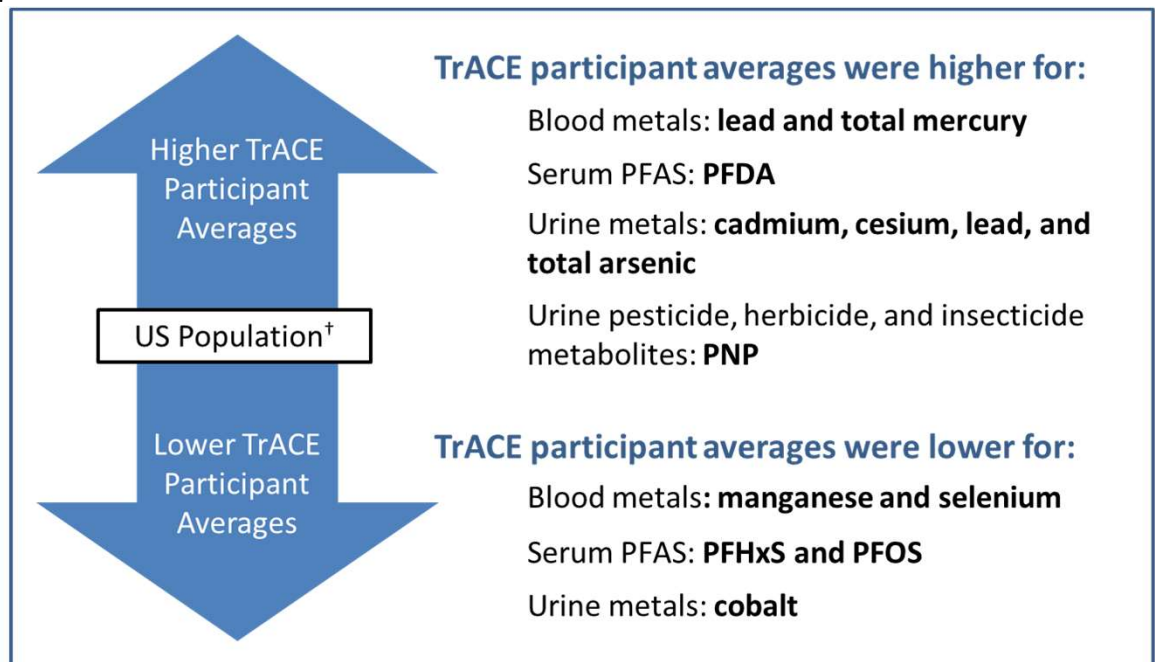 Higher TrACE
Participant
Averages
US Population†
Lower TrACE
Participant
Averages
TrACE participant averages were higher for:
Blood metals: lead and total mercury
Serum PFAS: PFDA
Urine metals: cadmium, cesium, lead, and
total arsenic
Urine pesticide, herbicide, and insecticide
metabolites: PNP
TrACE participant averages were lower for:
Blood metals: manganese and selenium
Serum PFAS: PFHxS and PFOS
Urine metals: cobalt